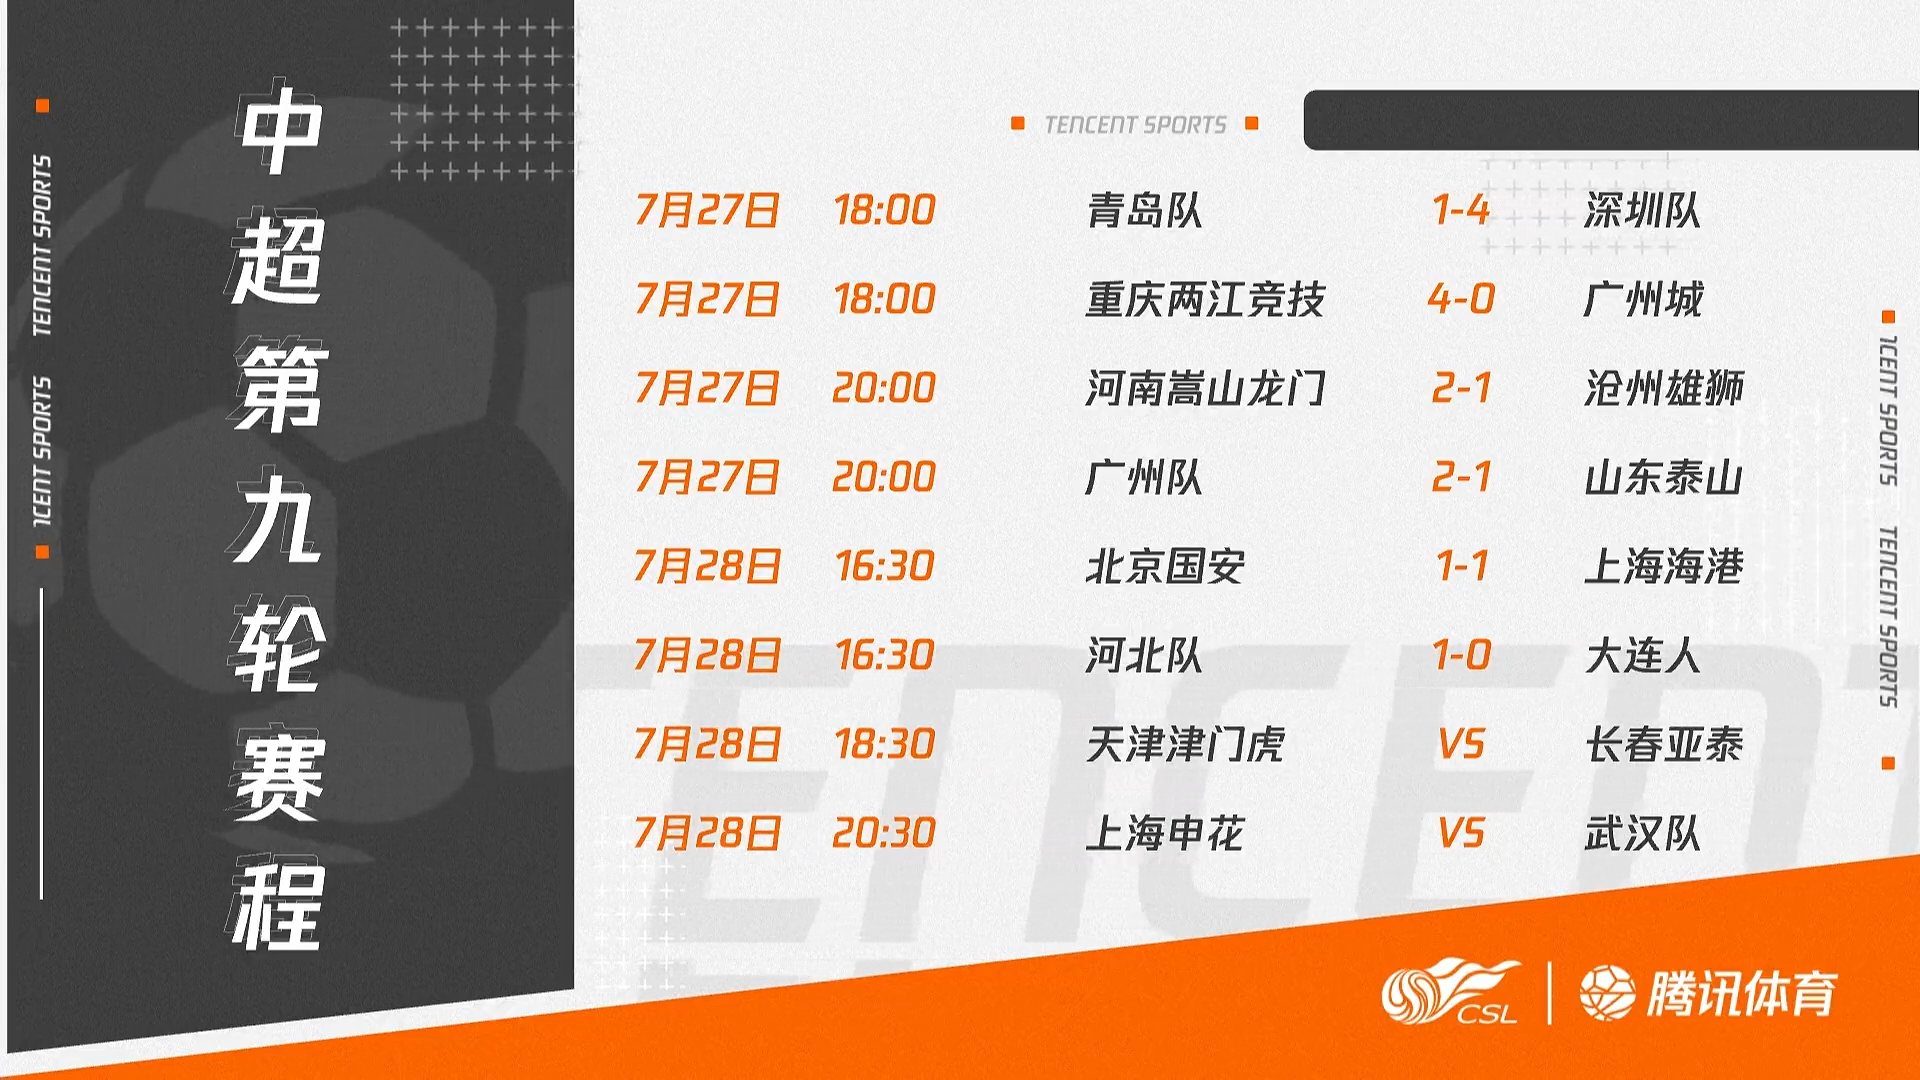 中超第九轮赛程
TENCENT SPORTS
1CENT SPORTS
TENCENT SPORTS
7月27日 18:00 青岛队 1-4 深圳队
7月27日 18:00 重庆两江竞技 4-0 广州城
7月27日 20:00 河南嵩山龙门 2-1 沧州雄狮
7月27日 20:00 广州队 2-1 山东泰山
7月28日 16:30 北京国安 1-1 上海海港
7月28日 16:30 河北队 1-0 大连人
7月28日 18:30 天津津门虎 VS 长春亚泰
7月28日 20:30 上海申花 VS 武汉队
1CENT SPORTS
TENCENT SPORTS
TENCENT
CSL
腾讯体育